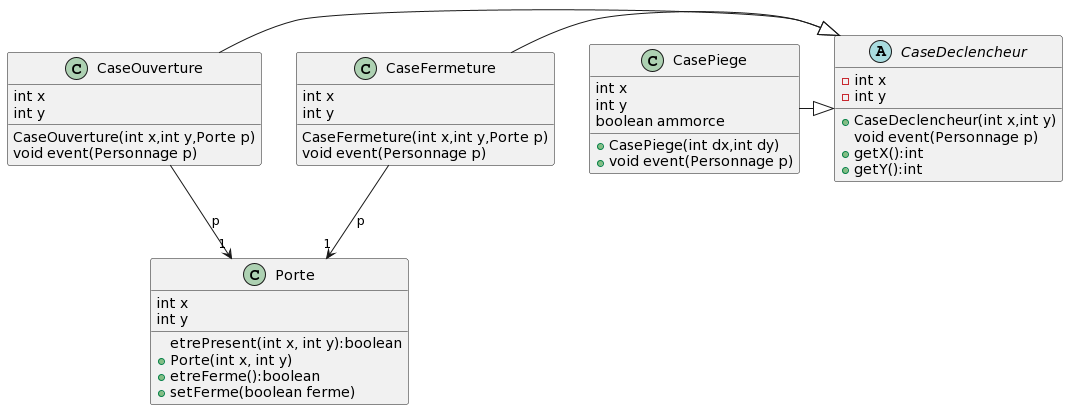 C CaseOuverture
int x
int y
CaseOuverture(int x,int y,Porte p)
void event(Personnage p)
C CaseFermeture
int x
int y
CaseFermeture(int x,int y,Porte p)
void event(Personnage p)
C CasePiege
int x
int y
boolean ammorce
CasePiege(int dx,int dy)
void event(Personnage p)
A CaseDeclencheur
int x
int y
CaseDeclencheur(int x,int y)
void event(Personnage p)
getX():int
getY():int
p
1
p
1
C Porte
int x
int y
etrePresent(int x, int y):boolean
Porte(int x, int y)
etreFerme():boolean
setFerme(boolean ferme)